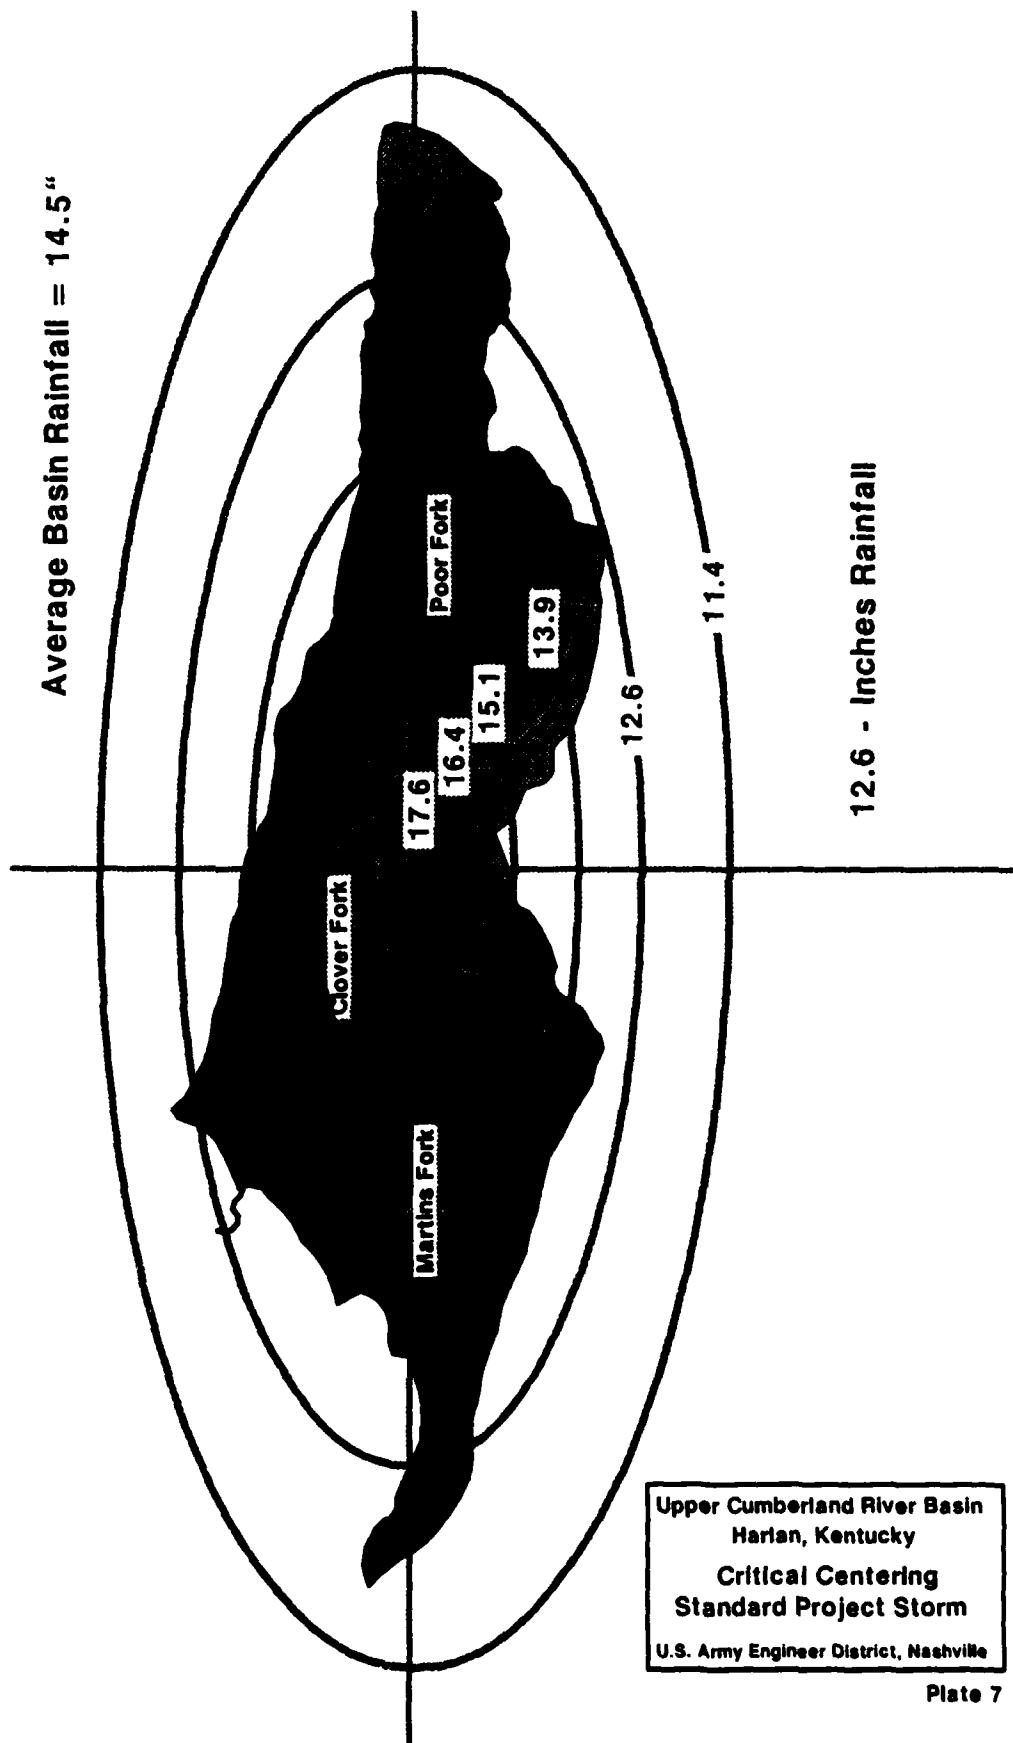 Average Basin Rainfall = 14.5"
Poor Fork
Clover Fork
Martins Fork
17.6
16.4
15.1
13.9
12.6
11.4
12.6 - Inches Rainfall
Upper Cumberland River Basin
Harlan, Kentucky
Critical Centering
Standard Project Storm
U.S. Army Engineer District, Nashville
Plate 7